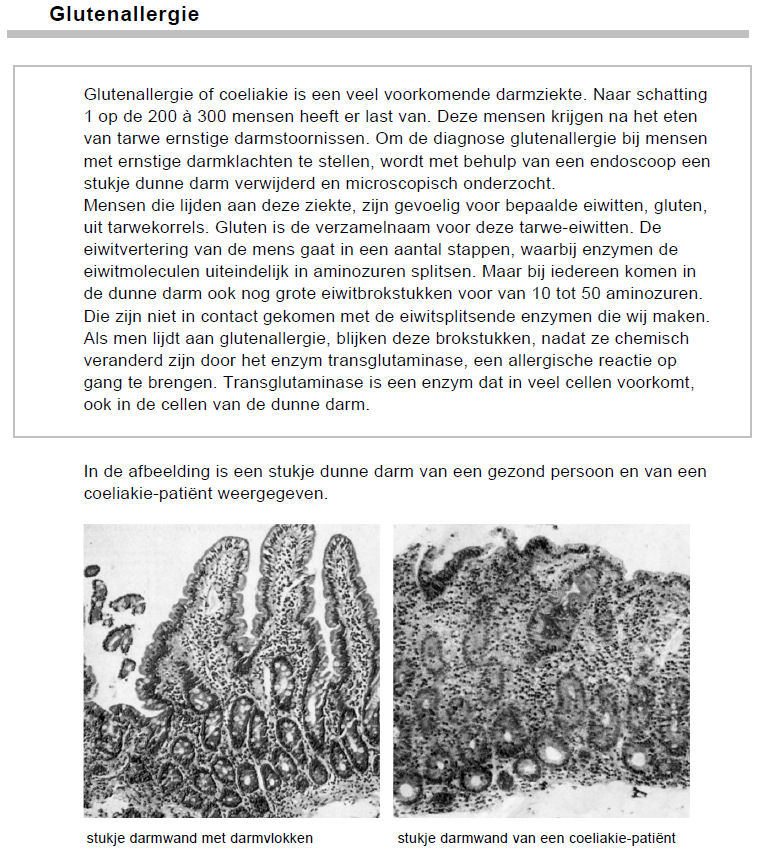 Glutenallergie
Glutenallergie of coeliakie is een veel voorkomende darmziekte. Naar schatting
1 op de 200 à 300 mensen heeft er last van. Deze mensen krijgen na het eten
van tarwe ernstige darmstoornissen. Om de diagnose glutenallergie bij mensen
met ernstige darmklachten te stellen, wordt met behulp van een endoscoop een
stukje dunne darm verwijderd en microscopisch onderzocht.
Mensen die lijden aan deze ziekte, zijn gevoelig voor bepaalde eiwitten, gluten,
uit tarwekorrels. Gluten is de verzamelnaam voor deze tarwe-eiwitten. De
eiwitvertering van de mens gaat in een aantal stappen, waarbij enzymen de
eiwitmoleculen uiteindelijk in aminozuren splitsen. Maar bij iedereen komen in
de dunne darm ook nog grote eiwitbrokstukken voor van 10 tot 50 aminozuren.
Die zijn niet in contact gekomen met de eiwitsplitsende enzymen die wij maken.
Als men lijdt aan glutenallergie, blijken deze brokstukken, nadat ze chemisch
veranderd zijn door het enzym transglutaminase, een allergische reactie op
gang te brengen. Transglutaminase is een enzym dat in veel cellen voorkomt,
ook in de cellen van de dunne darm.
In de afbeelding is een stukje dunne darm van een gezond persoon en van een
coeliakie-patiënt weergegeven.
stukje darmwand met darmvlokken
stukje darmwand van een coeliakie-patiënt